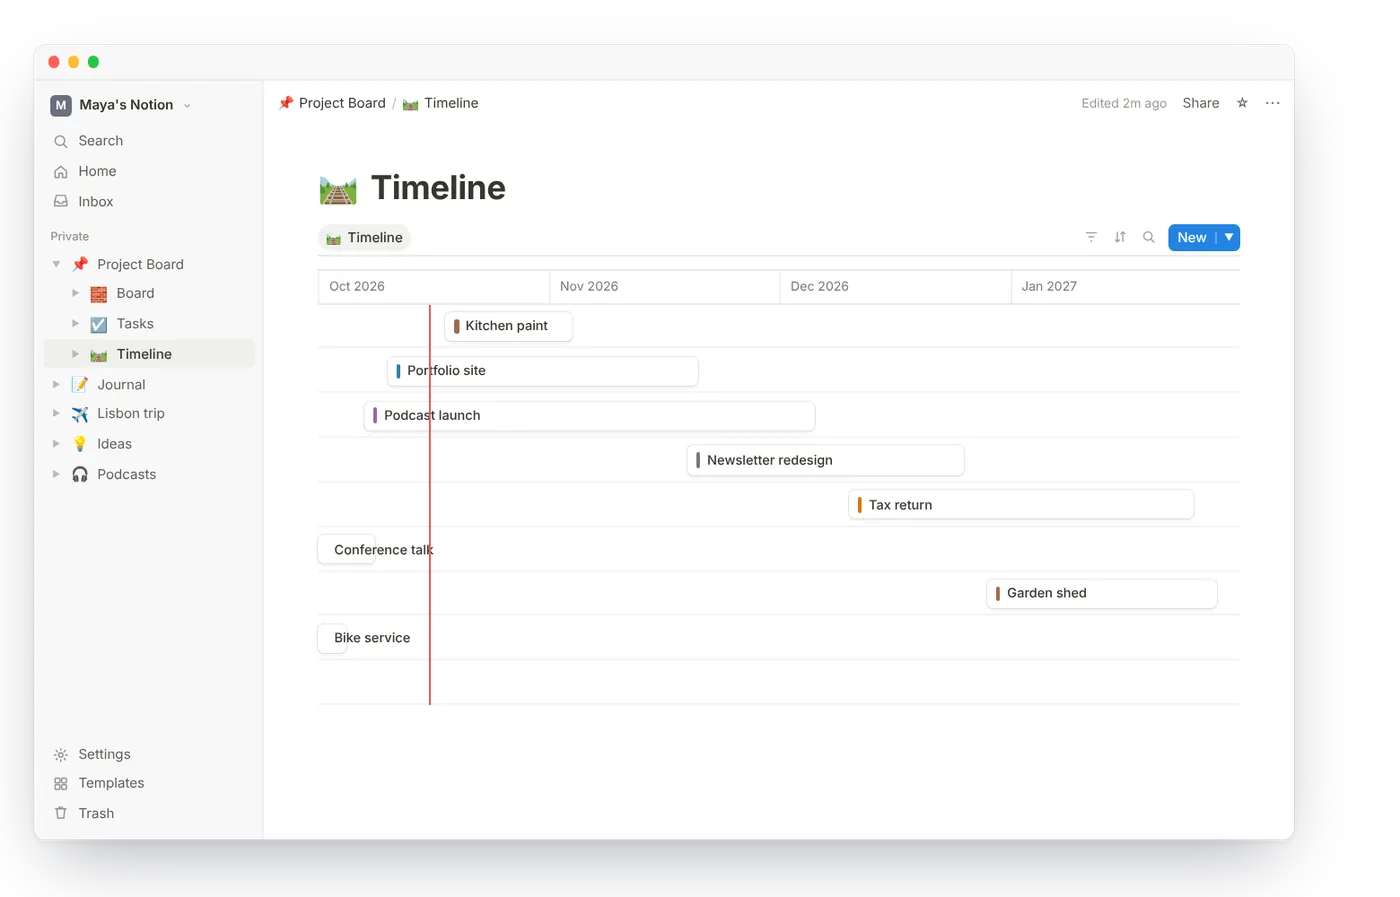 M Maya's Notion
Search
Home
Inbox
Private
Project Board
Board
Tasks
Timeline
Journal
Lisbon trip
Ideas
Podcasts
Settings
Templates
Trash
Project Board / Timeline
Edited 2m ago Share
Timeline
Timeline
New
Oct 2026 Nov 2026 Dec 2026 Jan 2027
Kitchen paint
Portfolio site
Podcast launch
Newsletter redesign
Tax return
Conference talk
Garden shed
Bike service